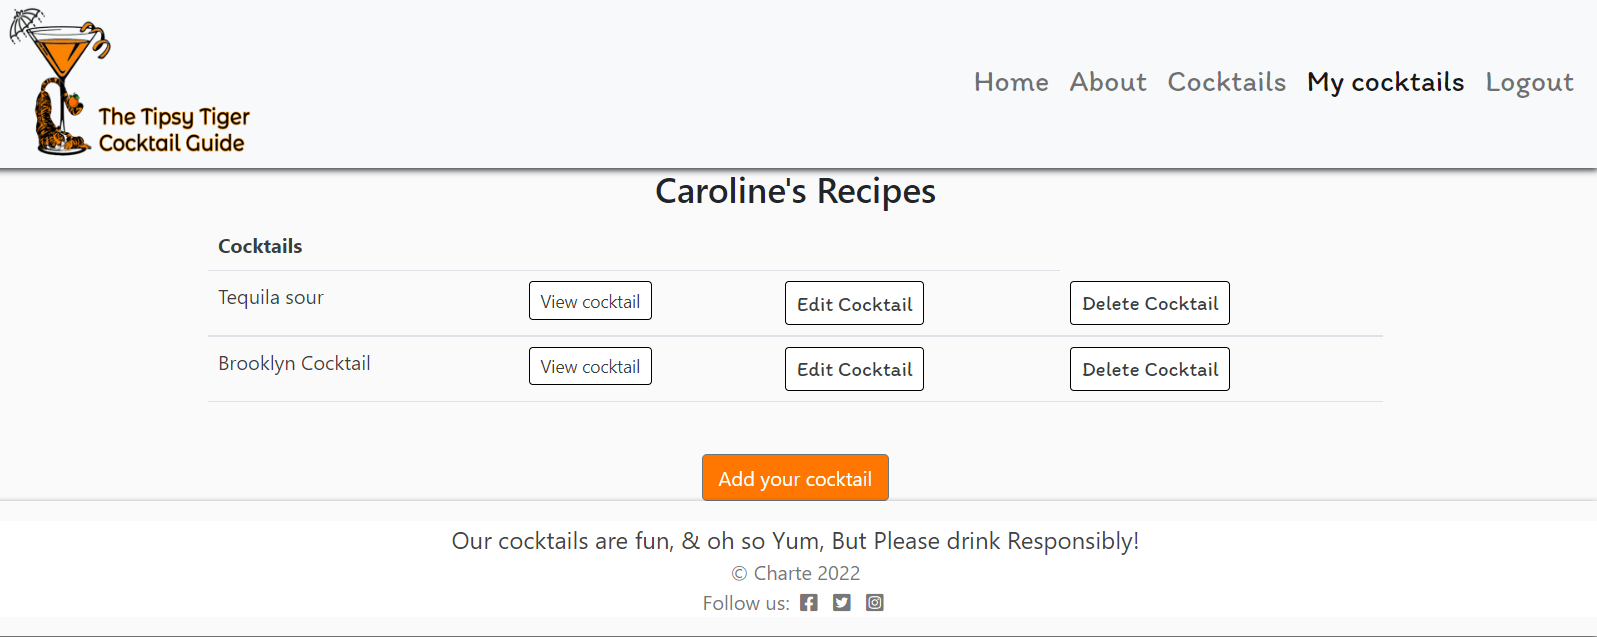 The Tipsy Tiger
Cocktail Guide
Home About Cocktails My cocktails Logout
Caroline's Recipes
Cocktails
Tequila sour View cocktail Edit Cocktail Delete Cocktail
Brooklyn Cocktail View cocktail Edit Cocktail Delete Cocktail
Add your cocktail
Our cocktails are fun, & oh so Yum, But Please drink Responsibly!
© Charte 2022
Follow us: